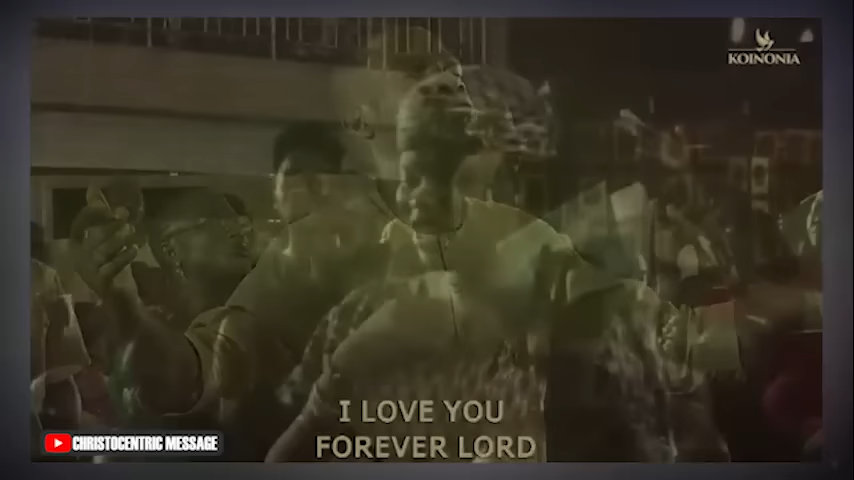 KOINONIA
I LOVE YOU
FOREVER LORD
CHRISTOCENTRIC MESSAGE